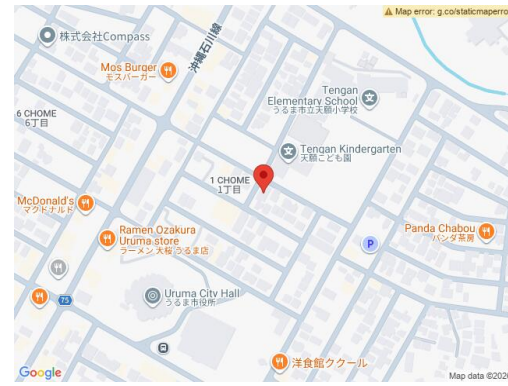 Map error: g.co/staticmaperro
株式会社Compass
沖縄石川線
Mos Burger
モスバーガー
Tengan
Elementary School
うるま市立天願小学校
6 CHOME
6丁目
Tengan Kindergarten
天願こども園
1 CHOME
1丁目
McDonald's
マクドナルド
Ramen Ozakura
Uruma store
ラーメン 大桜 うるま店
Panda Chabou
パンダ茶房
P
75
Uruma City Hall
うるま市役所
洋食館ククール
Google
Map data ©2026